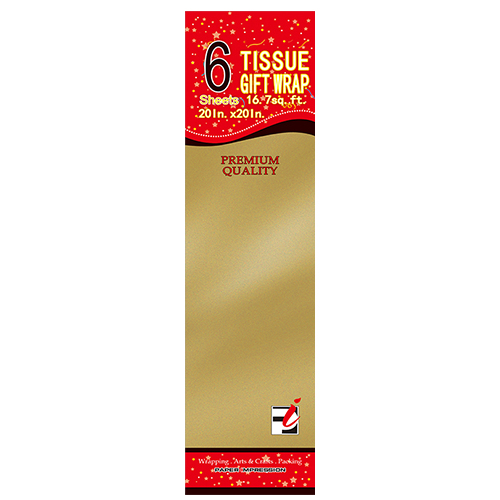 6 TISSUE
GIFT WRAP
Sheets 16.7sq.ft.
20In. x20In.
PREMIUM
QUALITY
Wrapping . Arts & Crafts . Packing
PAPER IMPRESSION